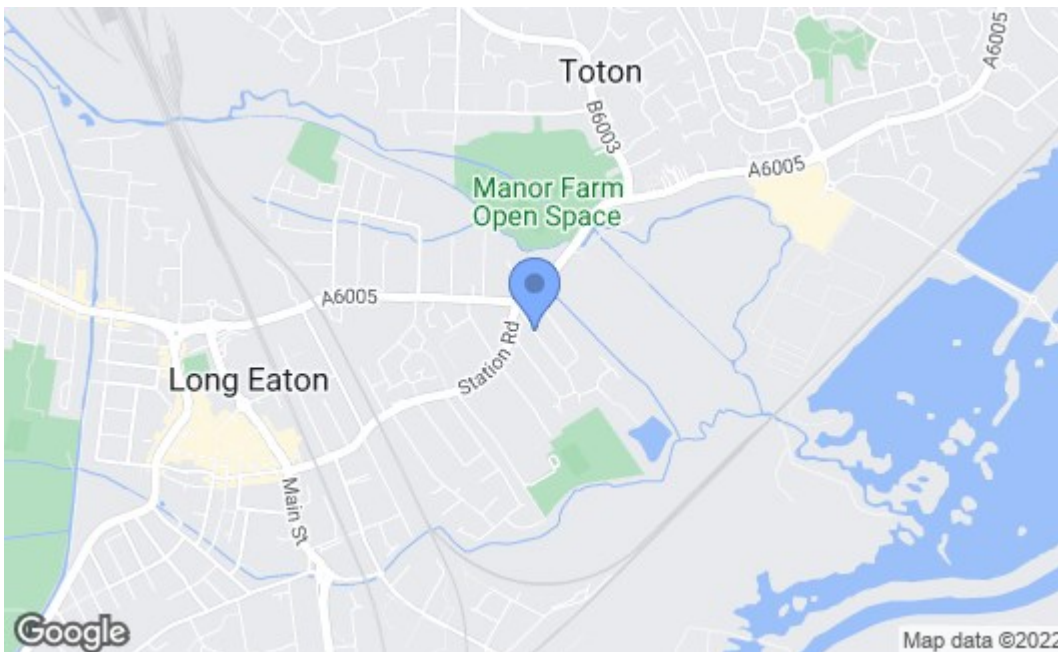 Toton
B6003
A6005
A6005
Manor Farm
Open Space
A6005
Station Rd
Long Eaton
Main St
Google
Map data ©2022